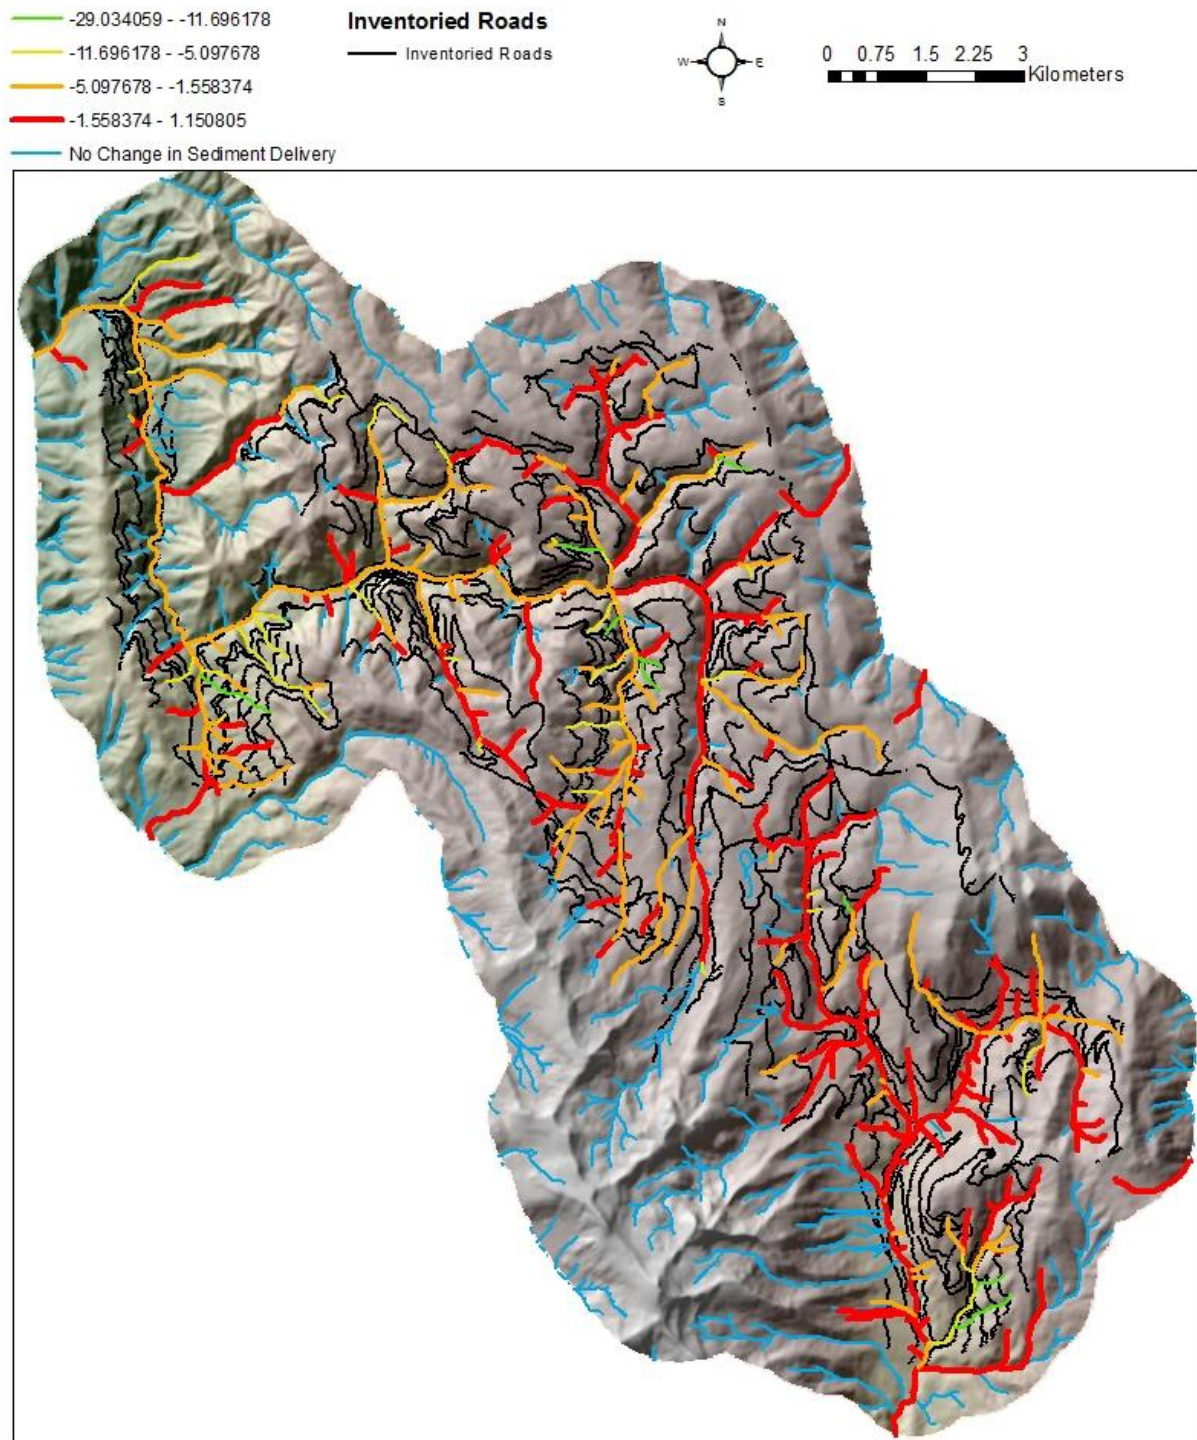 -29.034059 - -11.696178
-11.696178 - -5.097678
-5.097678 - -1.558374
-1.558374 - 1.150805
No Change in Sediment Delivery
Inventoried Roads
Inventoried Roads
N
W E
S
0 0.75 1.5 2.25 3
Kilometers